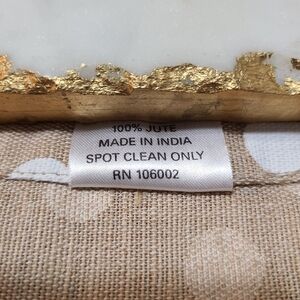 100% JUTE
MADE IN INDIA
SPOT CLEAN ONLY
RN 106002